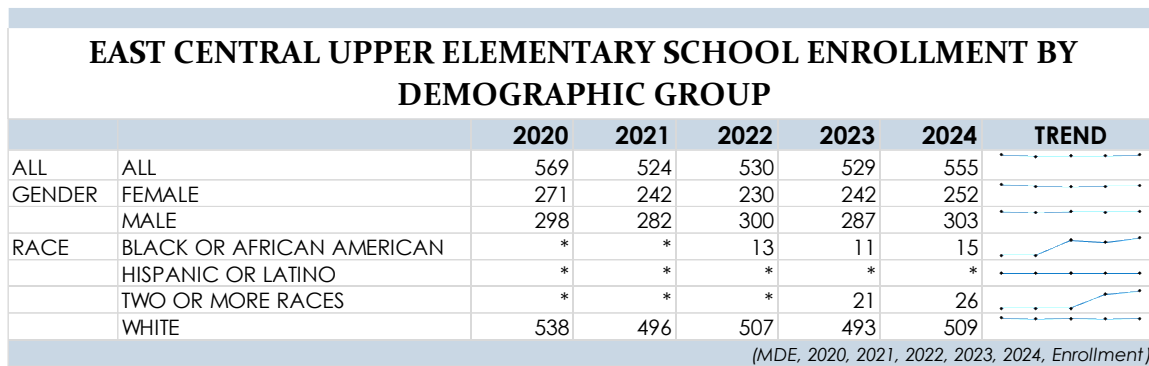 EAST CENTRAL UPPER ELEMENTARY SCHOOL ENROLLMENT BY
DEMOGRAPHIC GROUP
2020 2021 2022 2023 2024 TREND
ALL ALL 569 524 530 529 555
GENDER FEMALE 271 242 230 242 252
MALE 298 282 300 287 303
RACE BLACK OR AFRICAN AMERICAN * * 13 11 15
HISPANIC OR LATINO * * * * *
TWO OR MORE RACES * * * 21 26
WHITE 538 496 507 493 509
(MDE, 2020, 2021, 2022, 2023, 2024, Enrollment)